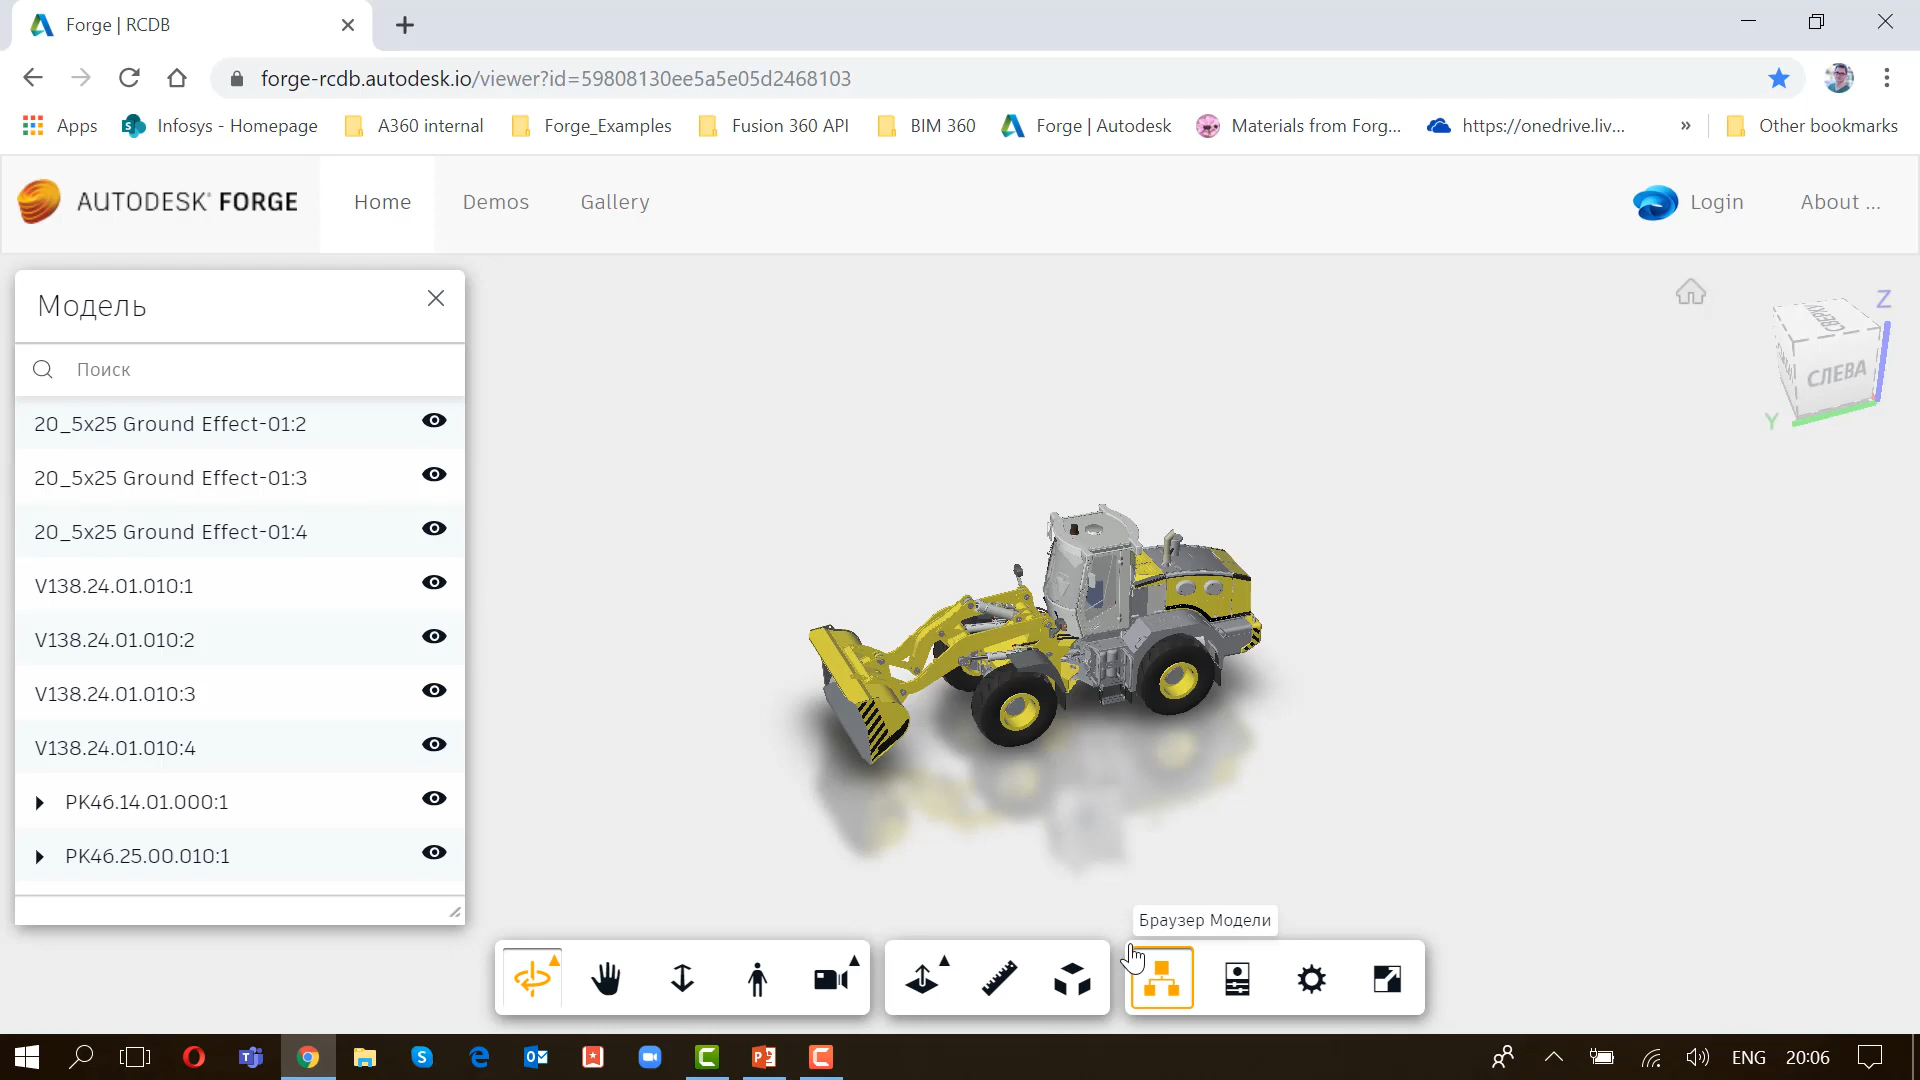 Forge | RCDB
forge-rcdb.autodesk.io/viewer?id=59808130ee5a5e05d2468103
Apps
Infosys - Homepage
A360 internal
Forge_Examples
Fusion 360 API
BIM 360
Forge | Autodesk
Materials from Forg...
https://onedrive.liv...
»
Other bookmarks
AUTODESK® FORGE
Home
Demos
Gallery
Login
About ...
Модель
Поиск
20_5x25 Ground Effect-01:2
20_5x25 Ground Effect-01:3
20_5x25 Ground Effect-01:4
V138.24.01.010:1
V138.24.01.010:2
V138.24.01.010:3
V138.24.01.010:4
PK46.14.01.000:1
PK46.25.00.010:1
Z
СВЕРХУ
СЛЕВА
Y
Браузер Модели
ENG
20:06